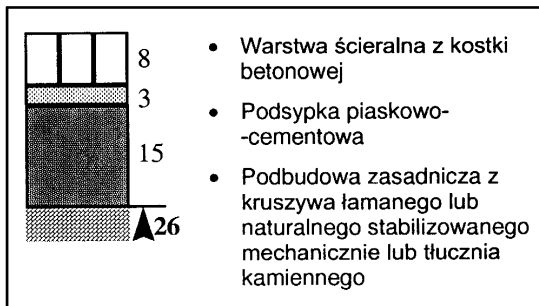 8
3
15
26
• Warstwa ścieralna z kostki
betonowej
• Podsypka piaskowo-
-cementowa
• Podbudowa zasadnicza z
kruszywa łamanego lub
naturalnego stabilizowanego
mechanicznie lub tłucznia
kamiennego